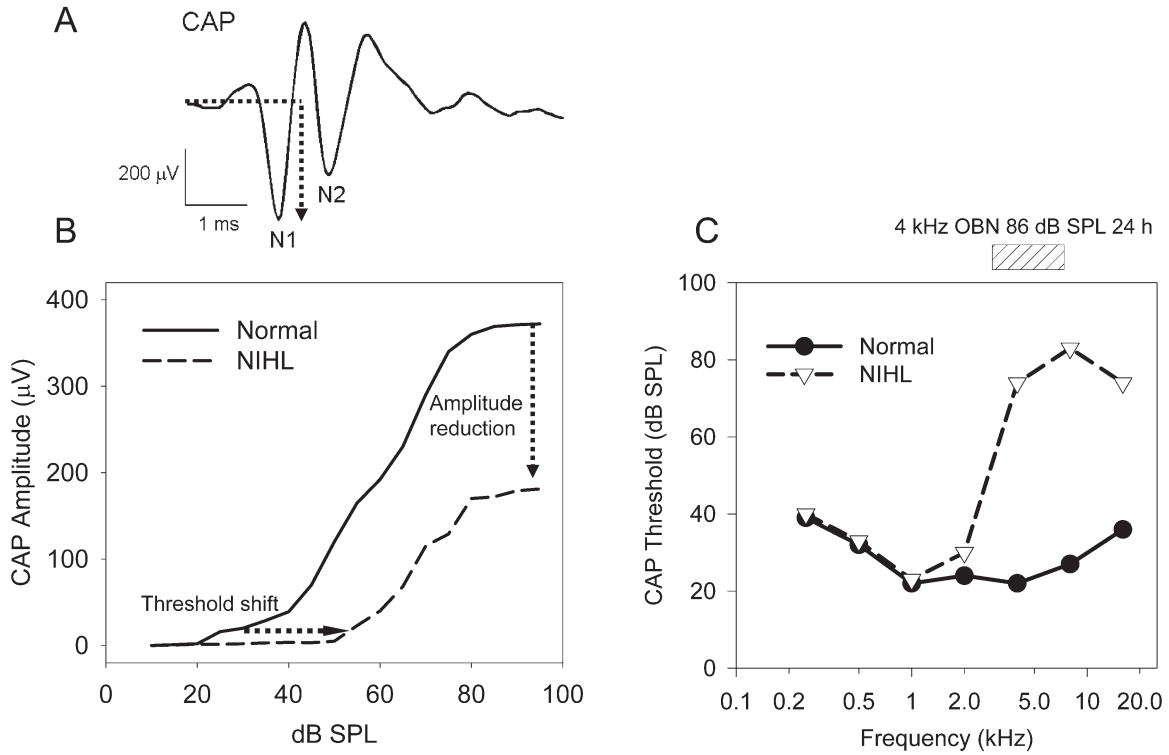 A
CAP
200 μV
1 ms
N1
N2
B
CAP Amplitude (μV)
400
300
200
100
0
Normal
NIHL
Amplitude
reduction
Threshold shift
0 20 40 60 80 100
dB SPL
C
4 kHz OBN 86 dB SPL 24 h
CAP Threshold (dB SPL)
100
80
60
40
20
0
Normal
NIHL
0.1 0.5 1 2.0 5.0 10 20.0
Frequency (kHz)